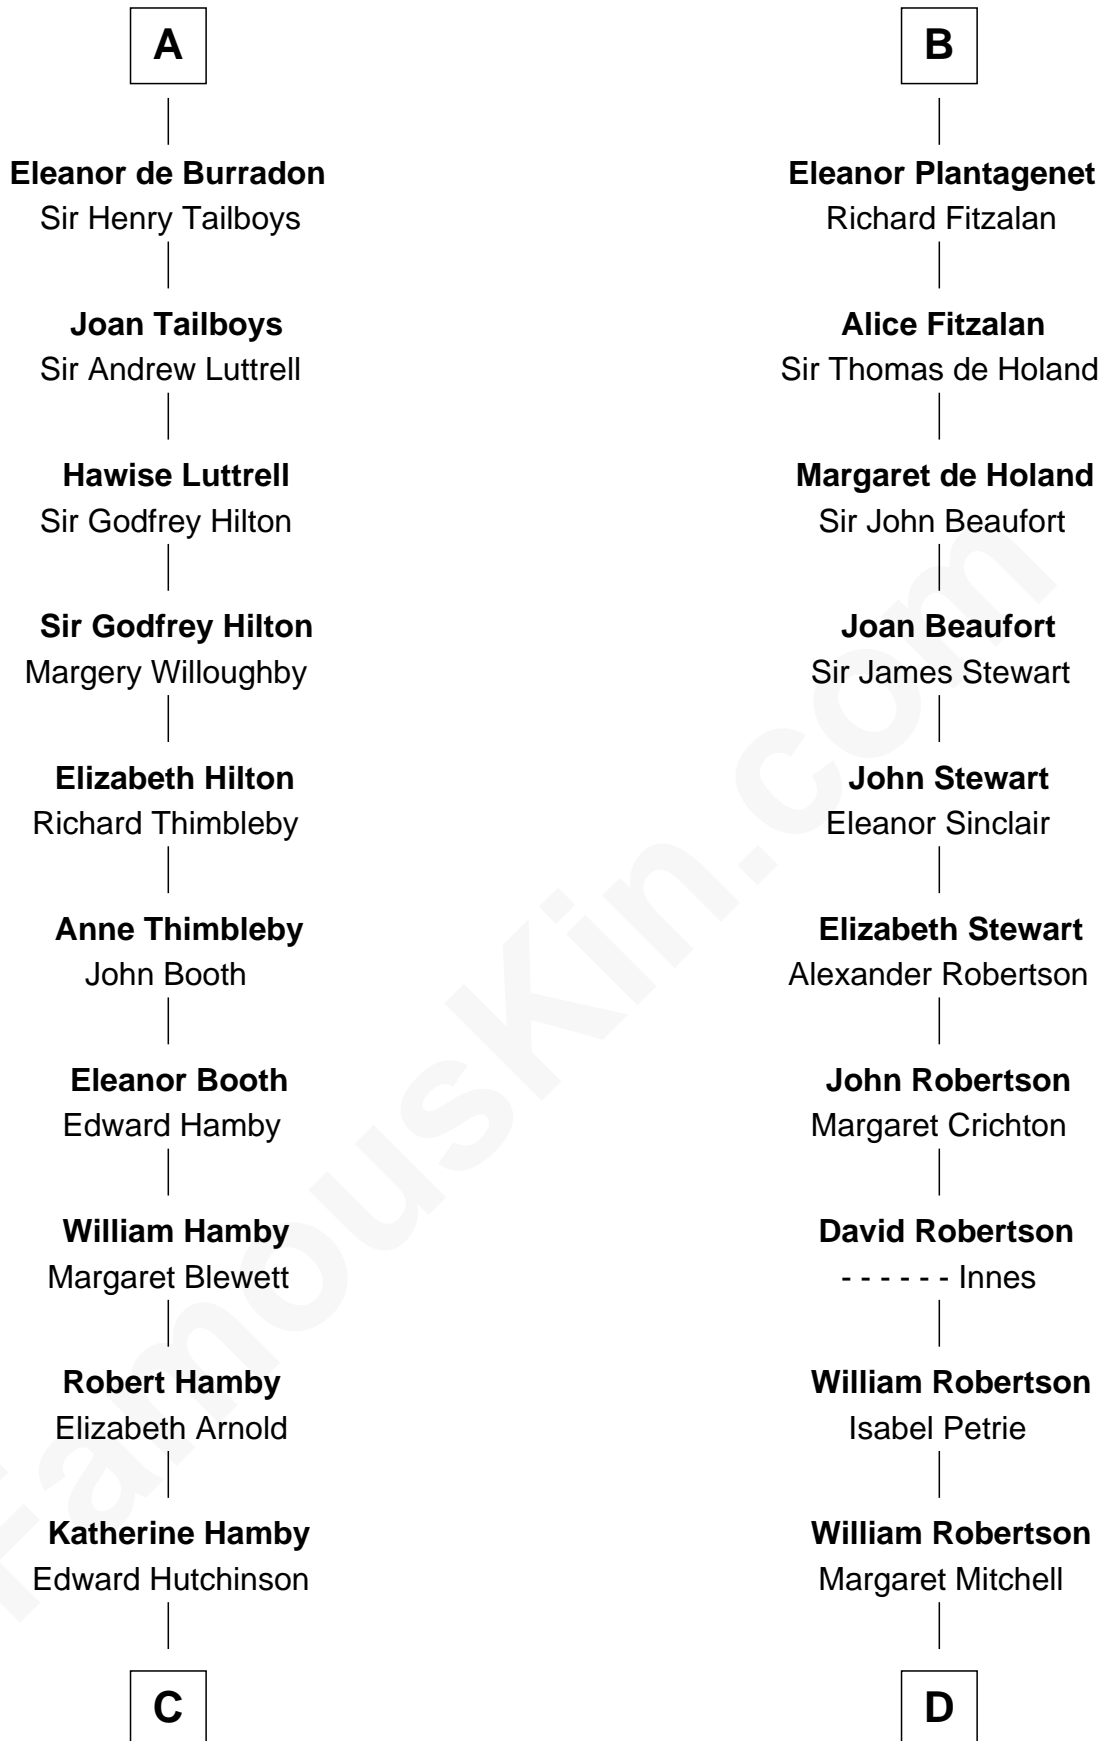 A
Eleanor de Burradon
Sir Henry Tailboys
Joan Tailboys
Sir Andrew Luttrell
Hawise Luttrell
Sir Godfrey Hilton
Sir Godfrey Hilton
Margery Willoughby
Elizabeth Hilton
Richard Thimbleby
Anne Thimbleby
John Booth
Eleanor Booth
Edward Hamby
William Hamby
Margaret Blewett
Robert Hamby
Elizabeth Arnold
Katherine Hamby
Edward Hutchinson
C
B
Eleanor Plantagenet
Richard Fitzalan
Alice Fitzalan
Sir Thomas de Holand
Margaret de Holand
Sir John Beaufort
Joan Beaufort
Sir James Stewart
John Stewart
Eleanor Sinclair
Elizabeth Stewart
Alexander Robertson
John Robertson
Margaret Crichton
David Robertson
- - - - - - Innes
William Robertson
Isabel Petrie
William Robertson
Margaret Mitchell
D
FamousKin.com